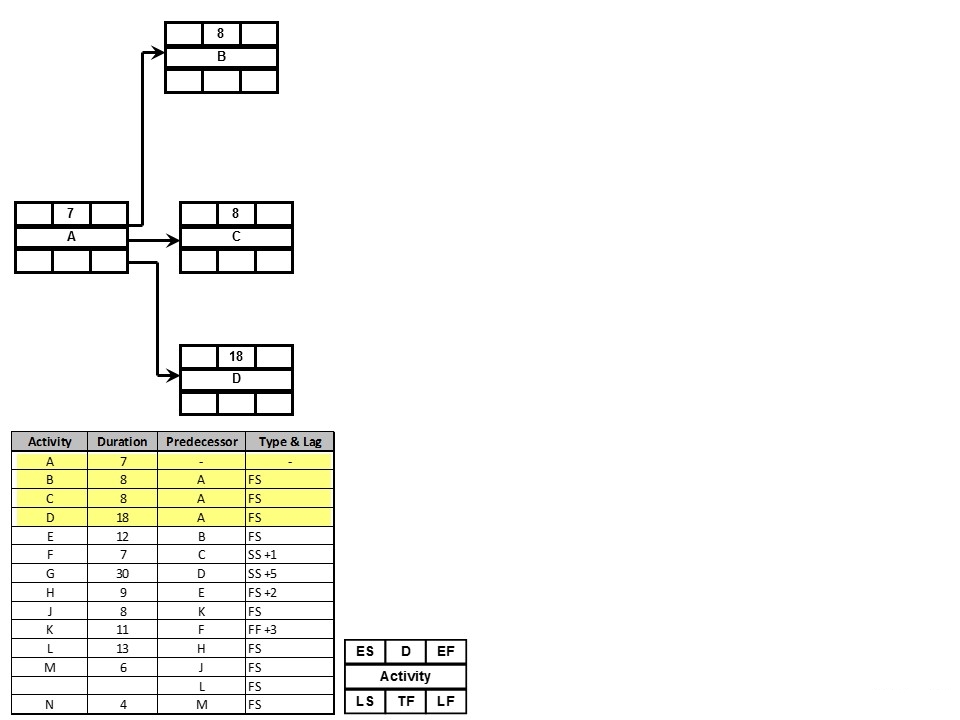 8
B
7
A
8
C
18
D
Activity Duration Predecessor Type & Lag
A 7 - -
B 8 A FS
C 8 A FS
D 18 A FS
E 12 B FS
F 7 C SS +1
G 30 D SS +5
H 9 E FS +2
J 8 K FS
K 11 F FF +3
L 13 H FS
M 6 J FS
L FS
N 4 M FS
ES D EF
Activity
LS TF LF